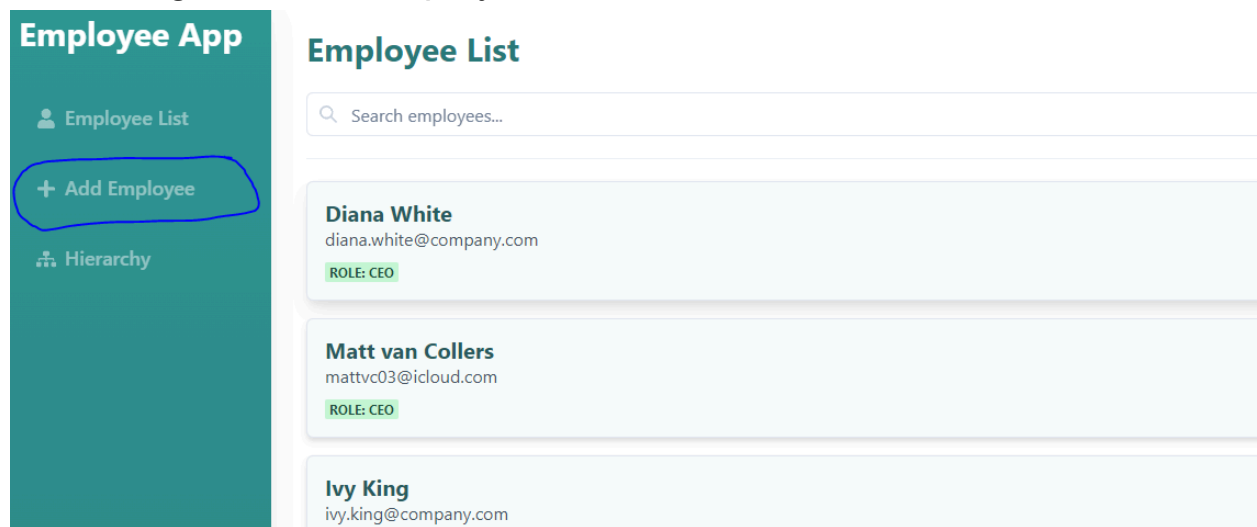 Employee App
Employee List
Add Employee
Hierarchy
Employee List
Search employees...
Diana White
diana.white@company.com
ROLE: CEO
Matt van Collers
mattvc03@icloud.com
ROLE: CEO
Ivy King
ivy.king@company.com